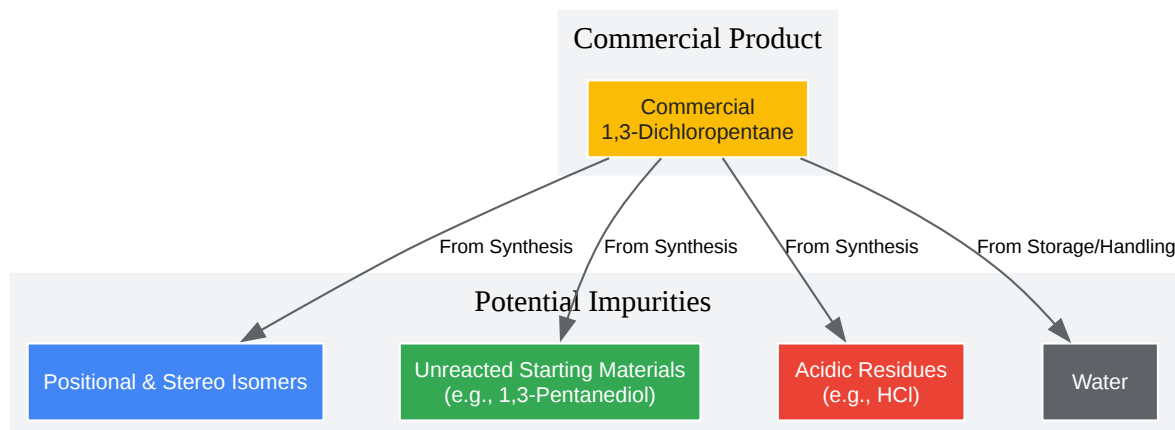 Commercial Product
Commercial
1,3-Dichloropentane
From Synthesis
From Synthesis
From Synthesis
From Storage/Handling
Potential Impurities
Positional & Stereo Isomers
Unreacted Starting Materials
(e.g., 1,3-Pentanediol)
Acidic Residues
(e.g., HCl)
Water